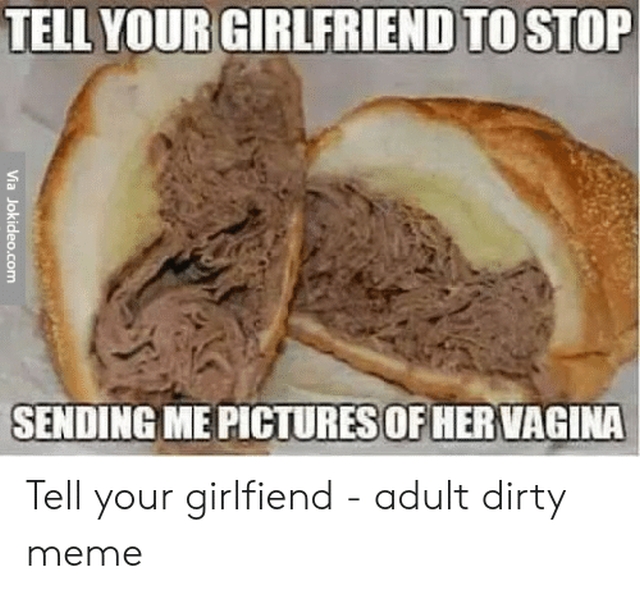 TELL YOUR GIRLFRIEND TO STOP
Via Jokideo.com
SENDING ME PICTURES OF HER VAGINA
Tell your girlfiend - adult dirty
meme